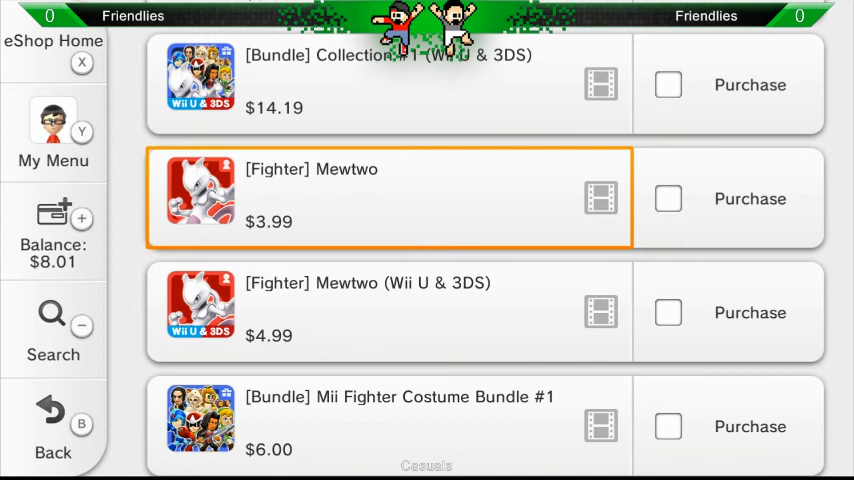 0 Friendlies
Friendlies 0
eShop Home
X
Y
My Menu
+
Balance:
$8.01
−
Search
B
Back
[Bundle] Collection #1 (Wii U & 3DS)
Wii U & 3DS
$14.19
Purchase
[Fighter] Mewtwo
$3.99
Purchase
[Fighter] Mewtwo (Wii U & 3DS)
Wii U & 3DS
$4.99
Purchase
[Bundle] Mii Fighter Costume Bundle #1
$6.00
Purchase
Casuals